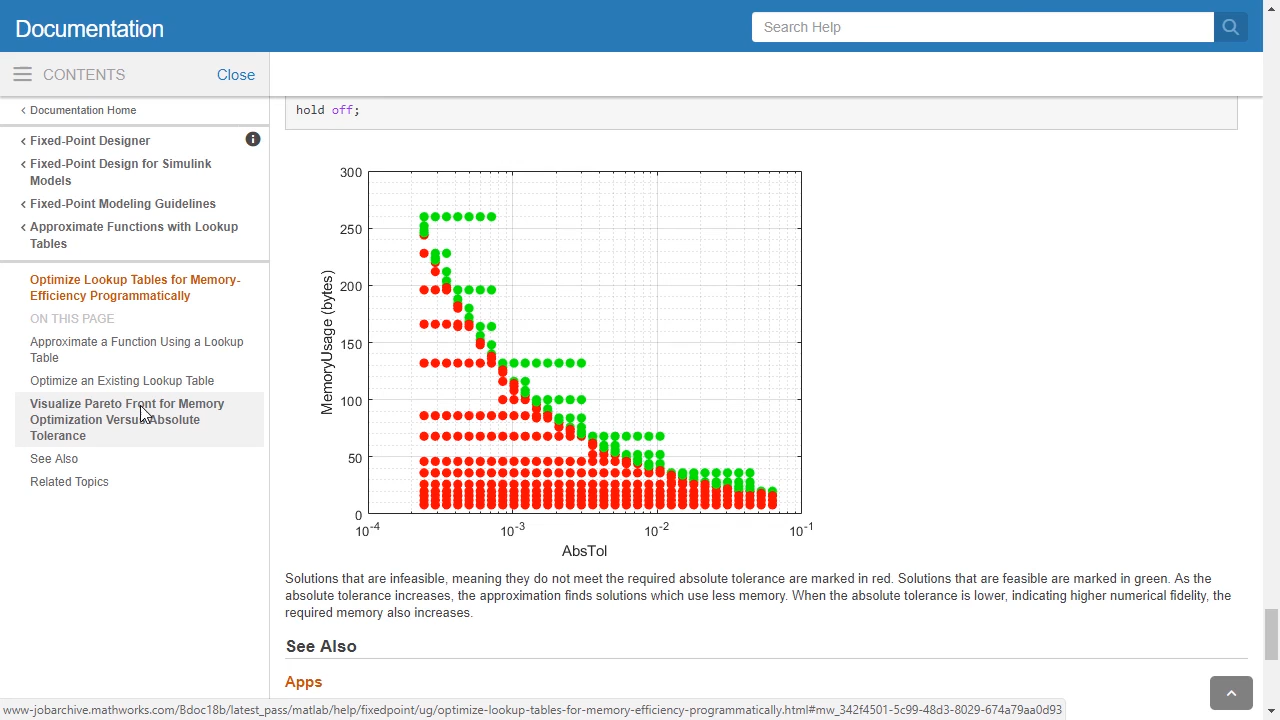 Documentation
Search Help
CONTENTS
Close
Documentation Home
Fixed-Point Designer
Fixed-Point Design for Simulink
Models
Fixed-Point Modeling Guidelines
Approximate Functions with Lookup
Tables
Optimize Lookup Tables for Memory-
Efficiency Programmatically
ON THIS PAGE
Approximate a Function Using a Lookup
Table
Optimize an Existing Lookup Table
Visualize Pareto Front for Memory
Optimization Versus Absolute
Tolerance
See Also
Related Topics
hold off;
300
250
200
150
100
50
0
MemoryUsage (bytes)
10-4
10-3
10-2
10-1
AbsTol
Solutions that are infeasible, meaning they do not meet the required absolute tolerance are marked in red. Solutions that are feasible are marked in green. As the
absolute tolerance increases, the approximation finds solutions which use less memory. When the absolute tolerance is lower, indicating higher numerical fidelity, the
required memory also increases.
See Also
Apps
www-jobarchive.mathworks.com/Bdoc18b/latest_pass/matlab/help/fixedpoint/ug/optimize-lookup-tables-for-memory-efficiency-programmatically.html#mw_342f4501-5c99-48d3-8029-674a79aa0d93